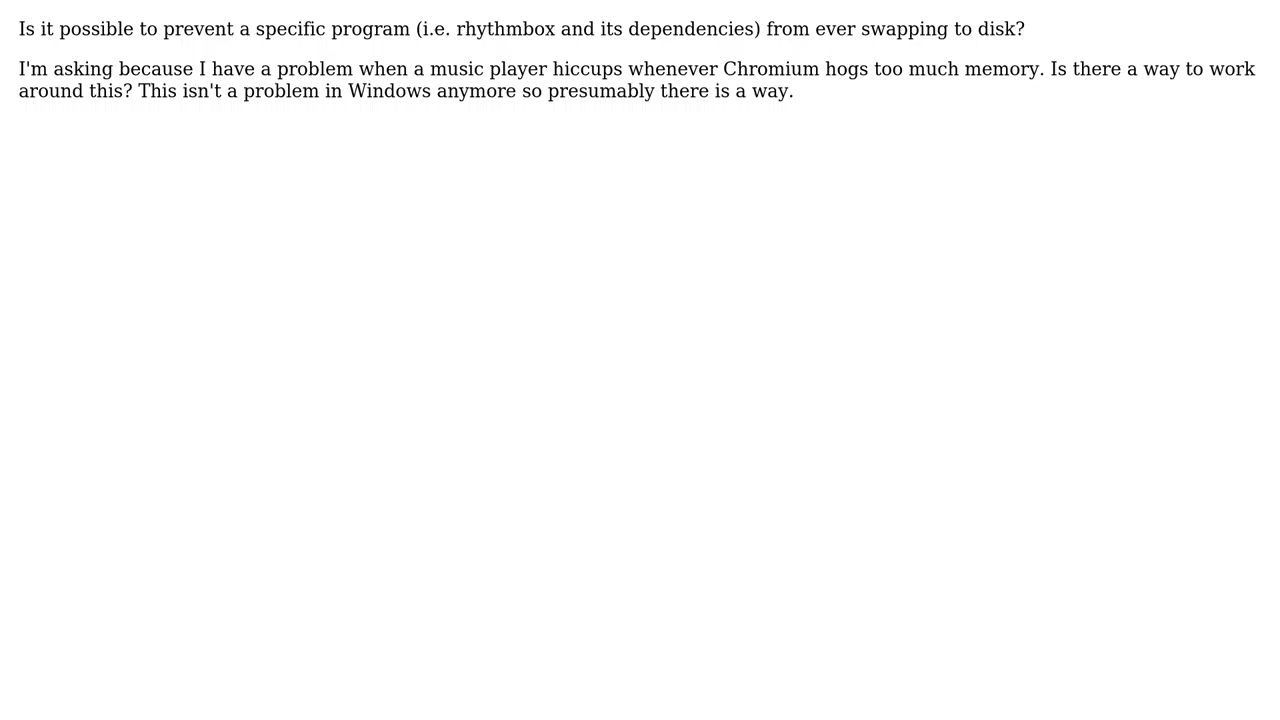 Is it possible to prevent a specific program (i.e. rhythmbox and its dependencies) from ever swapping to disk?
I'm asking because I have a problem when a music player hiccups whenever Chromium hogs too much memory. Is there a way to work
around this? This isn't a problem in Windows anymore so presumably there is a way.